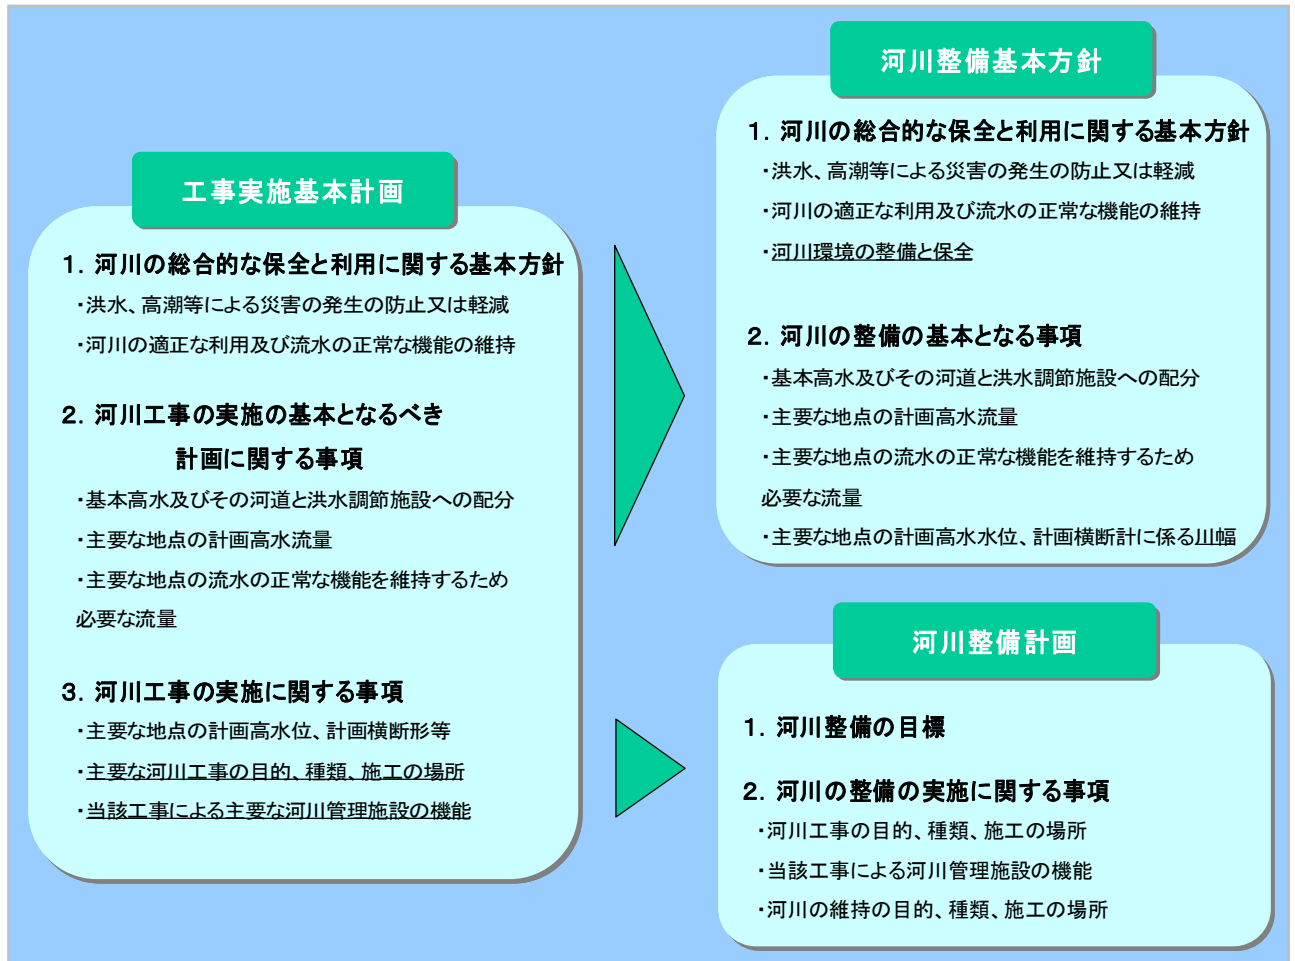 工事実施基本計画
1. 河川の総合的な保全と利用に関する基本方針
・洪水、高潮等による災害の発生の防止又は軽減
・河川の適正な利用及び流水の正常な機能の維持
2. 河川工事の実施の基本となるべき
計画に関する事項
・基本高水及びその河道と洪水調節施設への配分
・主要な地点の計画高水流量
・主要な地点の流水の正常な機能を維持するため
必要な流量
3. 河川工事の実施に関する事項
・主要な地点の計画高水位、計画横断形等
・主要な河川工事の目的、種類、施工の場所
・当該工事による主要な河川管理施設の機能
河川整備基本方針
1. 河川の総合的な保全と利用に関する基本方針
・洪水、高潮等による災害の発生の防止又は軽減
・河川の適正な利用及び流水の正常な機能の維持
・河川環境の整備と保全
2. 河川の整備の基本となる事項
・基本高水及びその河道と洪水調節施設への配分
・主要な地点の計画高水流量
・主要な地点の流水の正常な機能を維持するため
必要な流量
・主要な地点の計画高水水位、計画横断計に係る川幅
河川整備計画
1. 河川整備の目標
2. 河川の整備の実施に関する事項
・河川工事の目的、種類、施工の場所
・当該工事による河川管理施設の機能
・河川の維持の目的、種類、施工の場所